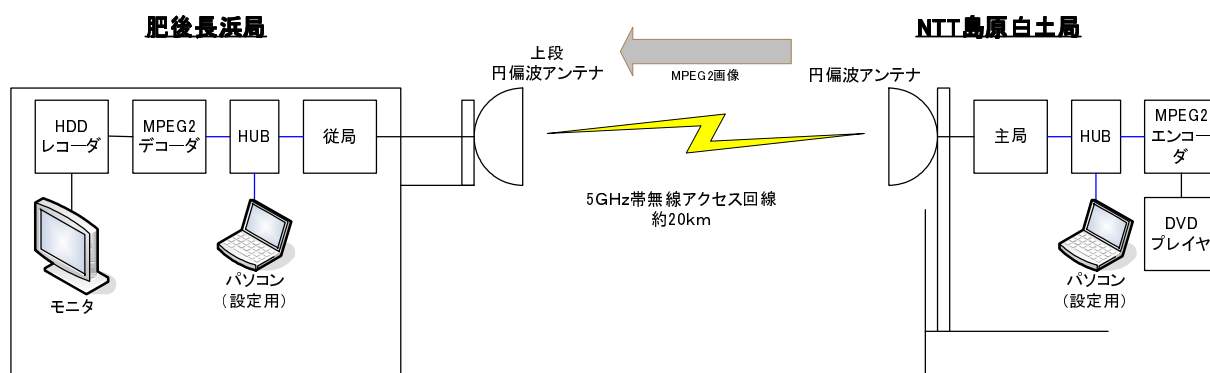 肥後長浜局
NTT島原白土局
上段
円偏波アンテナ
MPEG2画像
円偏波アンテナ
HDD
レコーダ
MPEG2
デコーダ
HUB
従局
主局
HUB
MPEG2
エンコー
ダ
5GHz帯無線アクセス回線
約20km
DVD
プレイヤ
モニタ
パソコン
(設定用)
パソコン
(設定用)